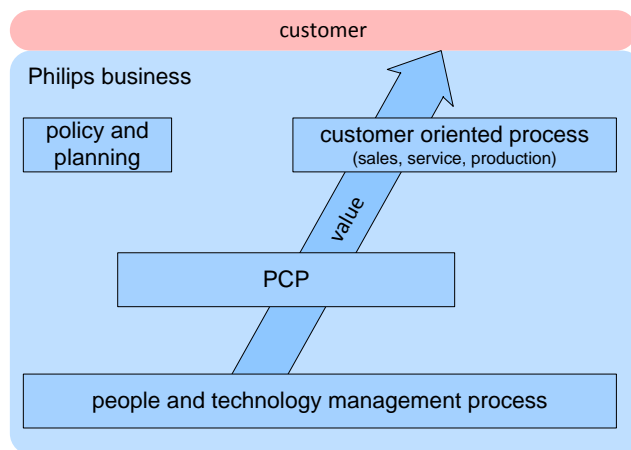 customer
Philips business
policy and
planning
customer oriented process
(sales, service, production)
value
PCP
people and technology management process